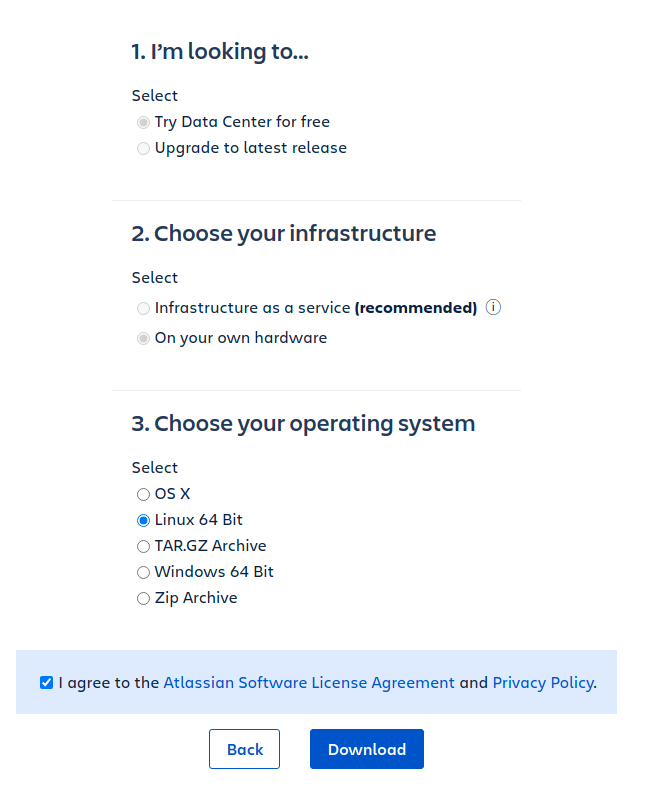 1. I’m looking to...
Select
Try Data Center for free
Upgrade to latest release
2. Choose your infrastructure
Select
Infrastructure as a service (recommended) i
On your own hardware
3. Choose your operating system
Select
OS X
Linux 64 Bit
TAR.GZ Archive
Windows 64 Bit
Zip Archive
I agree to the Atlassian Software License Agreement and Privacy Policy.
Back Download